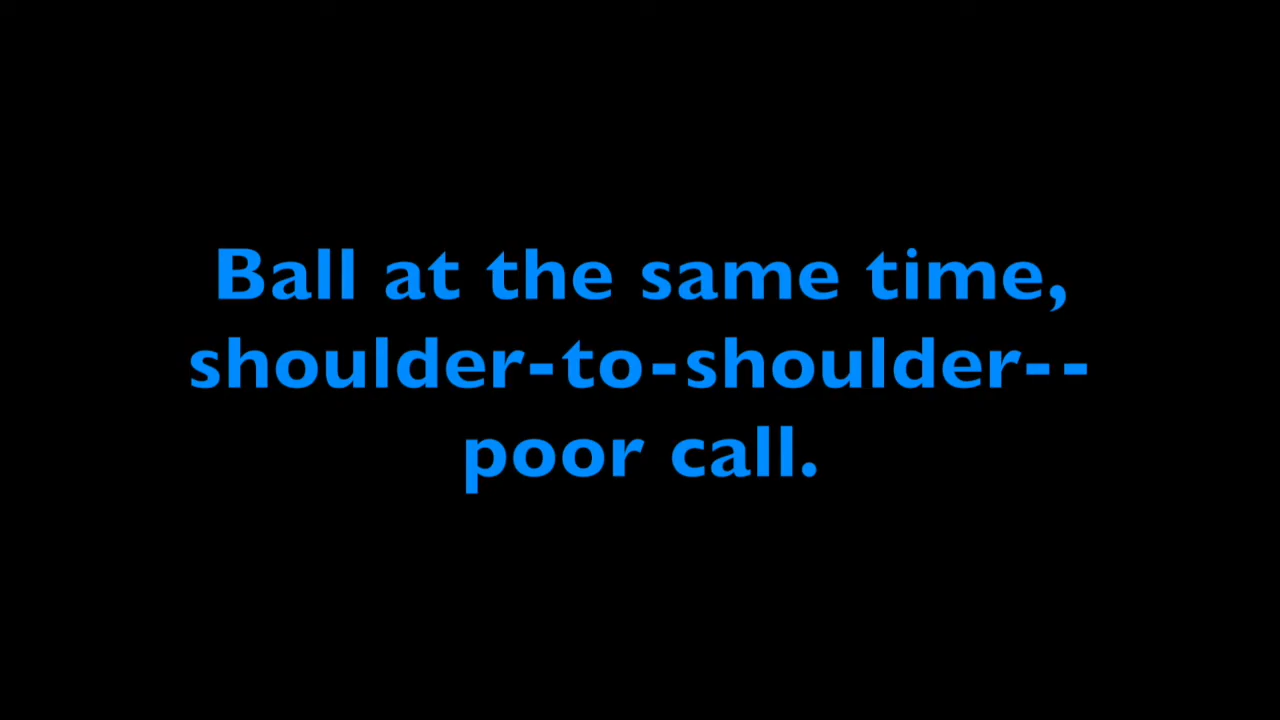 Ball at the same time,
shoulder-to-shoulder--
poor call.